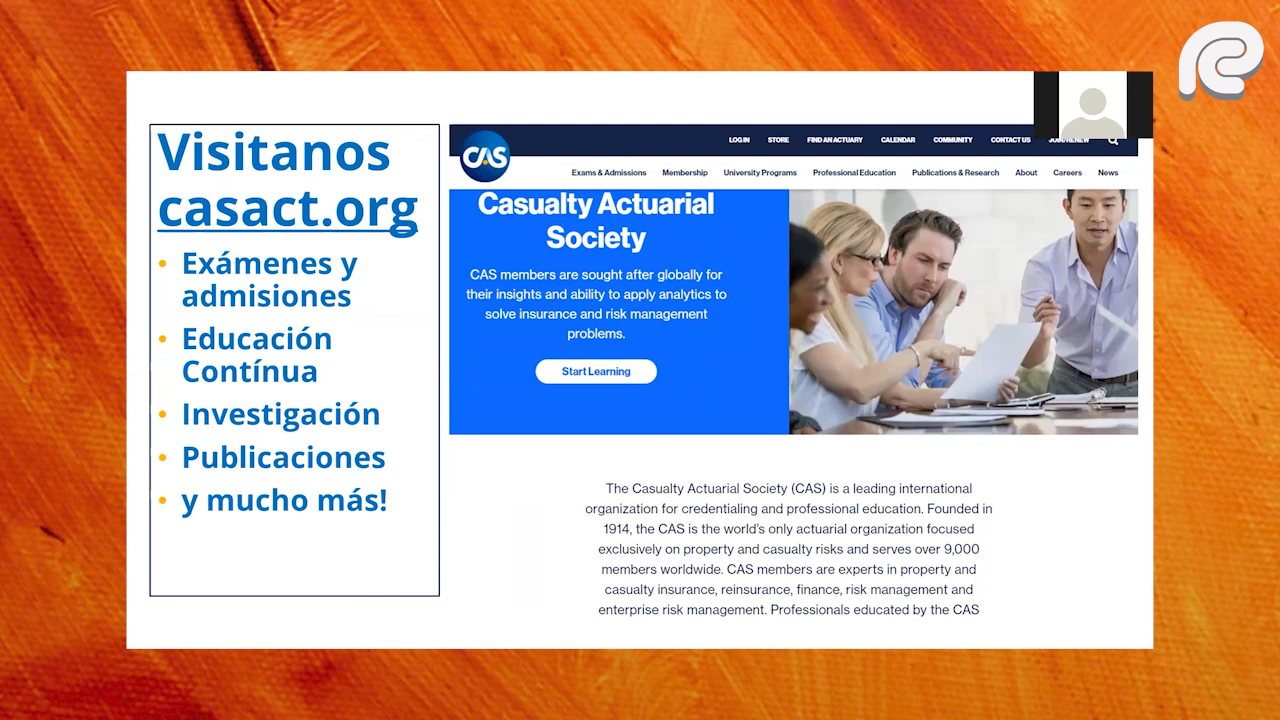 Visitanos
casact.org
• Exámenes y
admisiones
• Educación
Contínua
• Investigación
• Publicaciones
• y mucho más!
CAS
LOG IN STORE FIND AN ACTUARY CALENDAR COMMUNITY CONTACT US JOIN/RENEW
Exams & Admissions Membership University Programs Professional Education Publications & Research About Careers News
Casualty Actuarial
Society
CAS members are sought after globally for
their insights and ability to apply analytics to
solve insurance and risk management
problems.
Start Learning
The Casualty Actuarial Society (CAS) is a leading international
organization for credentialing and professional education. Founded in
1914, the CAS is the world's only actuarial organization focused
exclusively on property and casualty risks and serves over 9,000
members worldwide. CAS members are experts in property and
casualty insurance, reinsurance, finance, risk management and
enterprise risk management. Professionals educated by the CAS